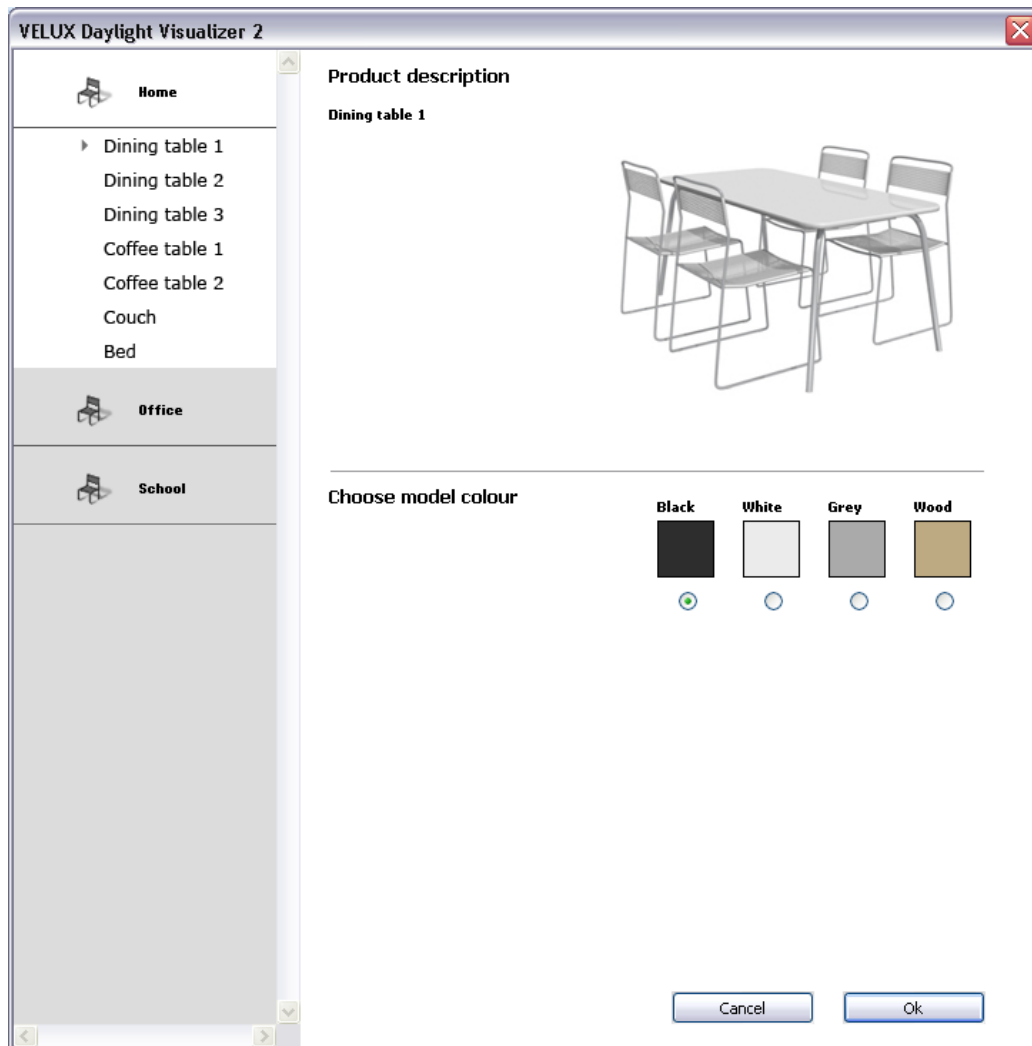 VELUX Daylight Visualizer 2
Home
Dining table 1
Dining table 2
Dining table 3
Coffee table 1
Coffee table 2
Couch
Bed
Office
School
Product description
Dining table 1
Choose model colour
Black White Grey Wood
Cancel Ok